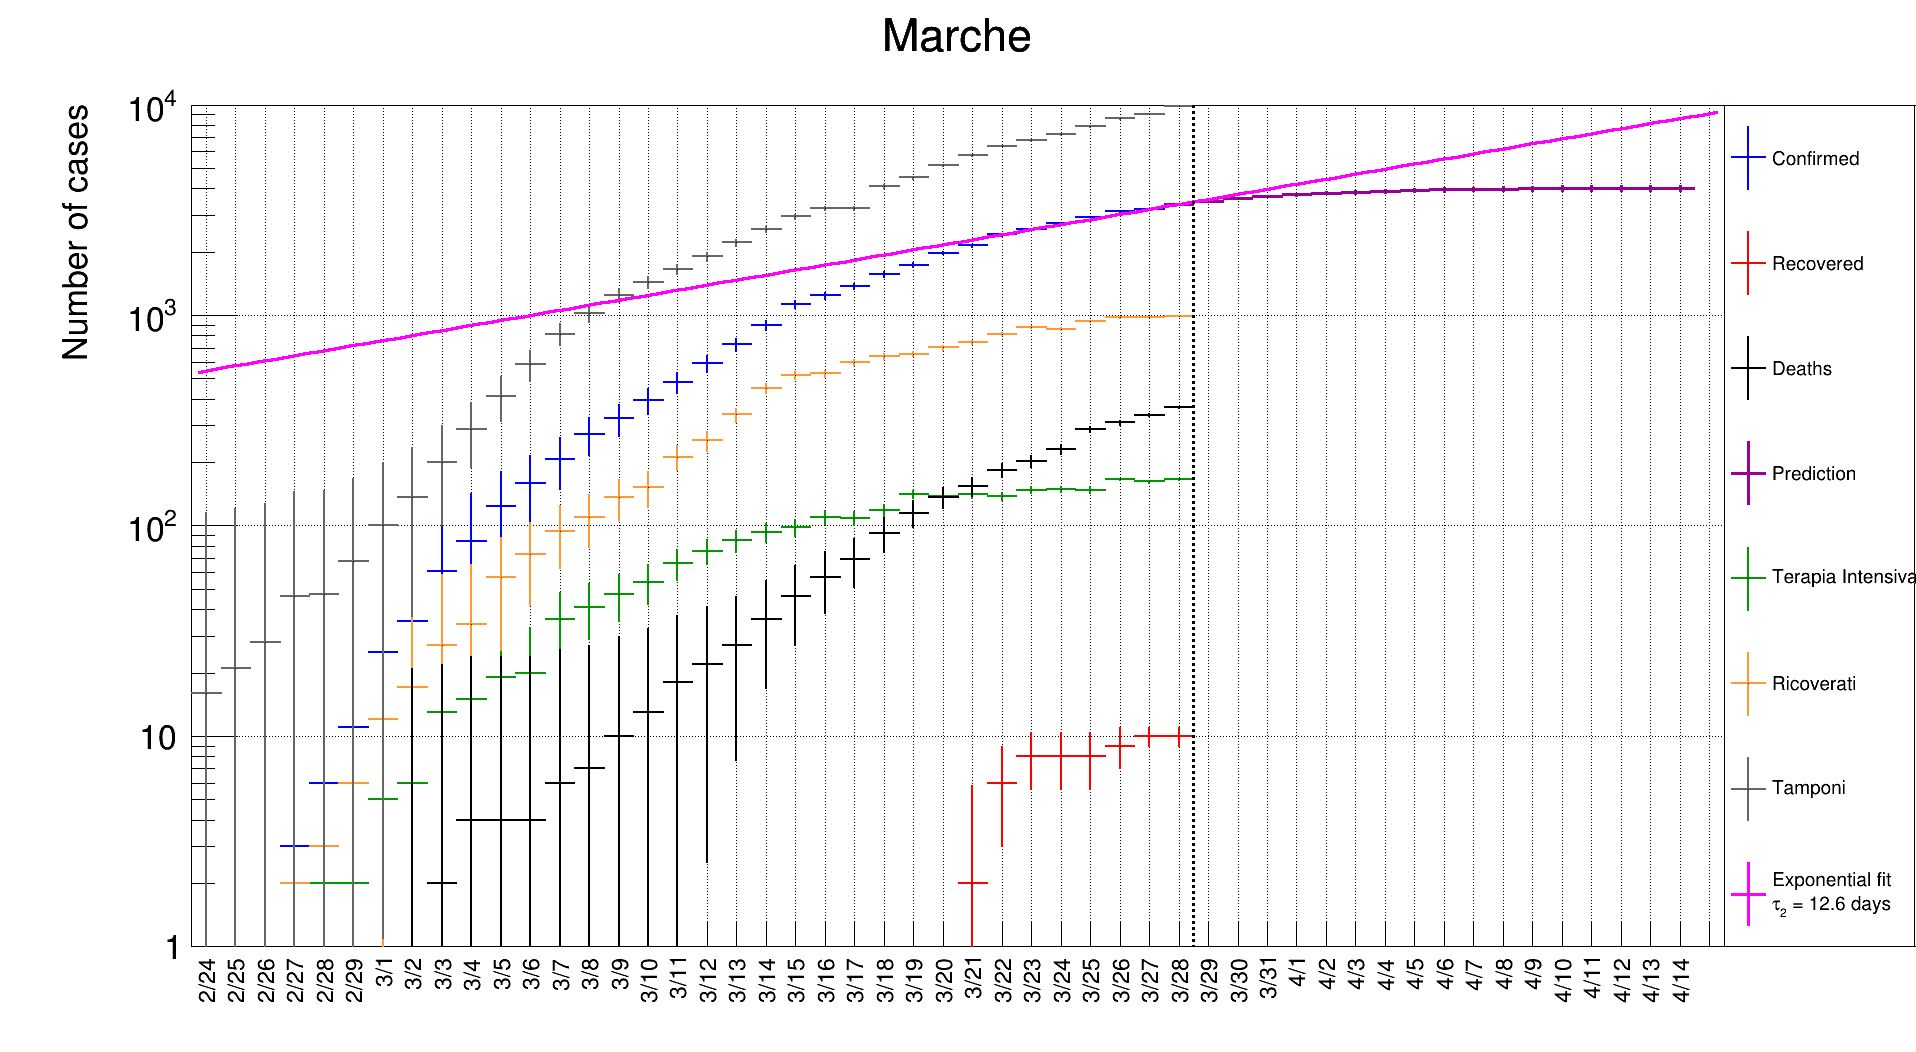 Marche
Number of cases
10⁴
10³
10²
10
1
2/24 2/25 2/26 2/27 2/28 2/29 3/1 3/2 3/3 3/4 3/5 3/6 3/7 3/8 3/9 3/10 3/11 3/12 3/13 3/14 3/15 3/16 3/17 3/18 3/19 3/20 3/21 3/22 3/23 3/24 3/25 3/26 3/27 3/28 3/29 3/30 3/31 4/1 4/2 4/3 4/4 4/5 4/6 4/7 4/8 4/9 4/10 4/11 4/12 4/13 4/14
Confirmed
Recovered
Deaths
Prediction
Terapia Intensiva
Ricoverati
Tamponi
Exponential fit
τ₂ = 12.6 days